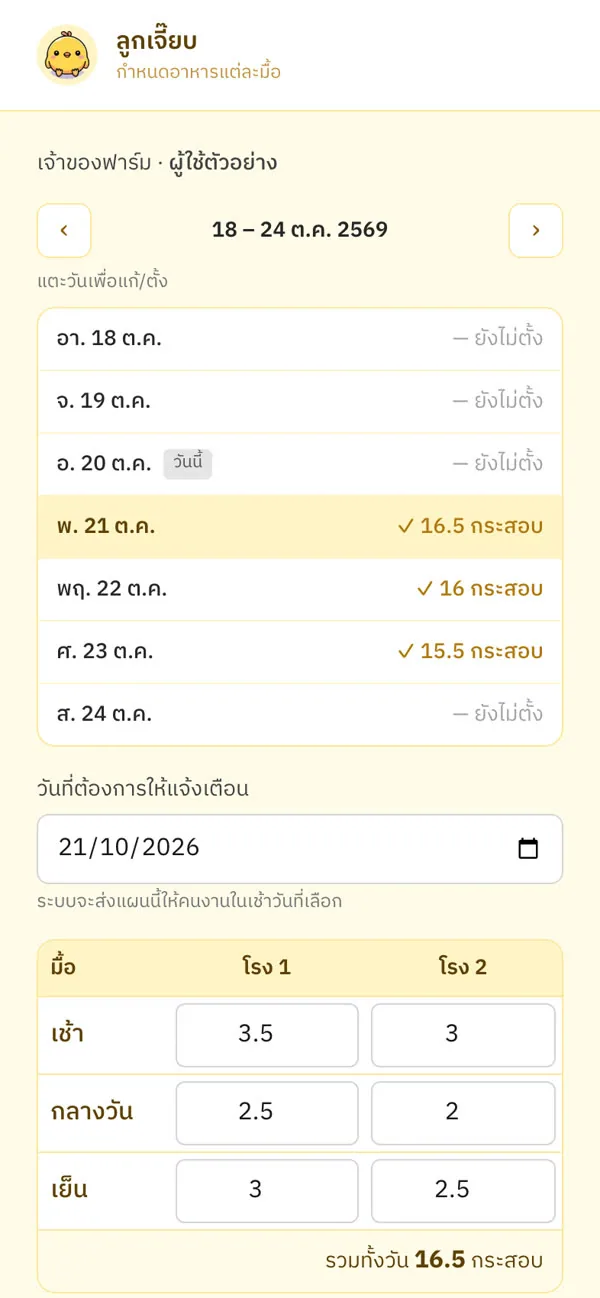 ลูกเจี๊ยบ
กำหนดอาหารแต่ละมื้อ
เจ้าของฟาร์ม · ผู้ใช้ตัวอย่าง
‹ 18 – 24 ต.ค. 2569 ›
แตะวันเพื่อแก้/ตั้ง
อา. 18 ต.ค. — ยังไม่ตั้ง
จ. 19 ต.ค. — ยังไม่ตั้ง
อ. 20 ต.ค. วันนี้ — ยังไม่ตั้ง
พ. 21 ต.ค. ✓ 16.5 กระสอบ
พฤ. 22 ต.ค. ✓ 16 กระสอบ
ศ. 23 ต.ค. ✓ 15.5 กระสอบ
ส. 24 ต.ค. — ยังไม่ตั้ง
วันที่ต้องการให้แจ้งเตือน
21/10/2026
ระบบจะส่งแผนนี้ให้คนงานในเช้าวันที่เลือก
มื้อ โรง 1 โรง 2
เช้า 3.5 3
กลางวัน 2.5 2
เย็น 3 2.5
รวมทั้งวัน 16.5 กระสอบ